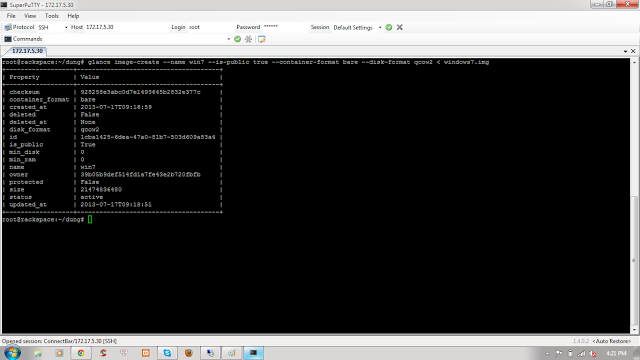 SuperPuTTY - 172.17.5.30
File View Tools Help
Protocol SSH Host 172.17.5.30 Login root Password ****** Session Default Settings
Commands
172.17.5.30
root@rackspace:~/dung# glance image-create --name win7 --is-public true --container-format bare --disk-format qcow2 < windows7.img
| Property | Value |
| checksum | 928258e3abc0d7e1493645b2832e377c |
| container_format | bare |
| created_at | 2013-07-17T09:16:59 |
| deleted | False |
| deleted_at | None |
| disk_format | qcow2 |
| id | 1cba1425-6dea-47a0-81b7-503d609a83a4 |
| is_public | True |
| min_disk | 0 |
| min_ram | 0 |
| name | win7 |
| owner | 39b05b9def514fd1a7fe43e2b720fbfb |
| protected | False |
| size | 21474836480 |
| status | active |
| updated_at | 2013-07-17T09:18:51 |
root@rackspace:~/dung#
Opened session: ConnectBar/172.17.5.30 [SSH] 1.4.0.2 <Auto Restore>
4:21 PM